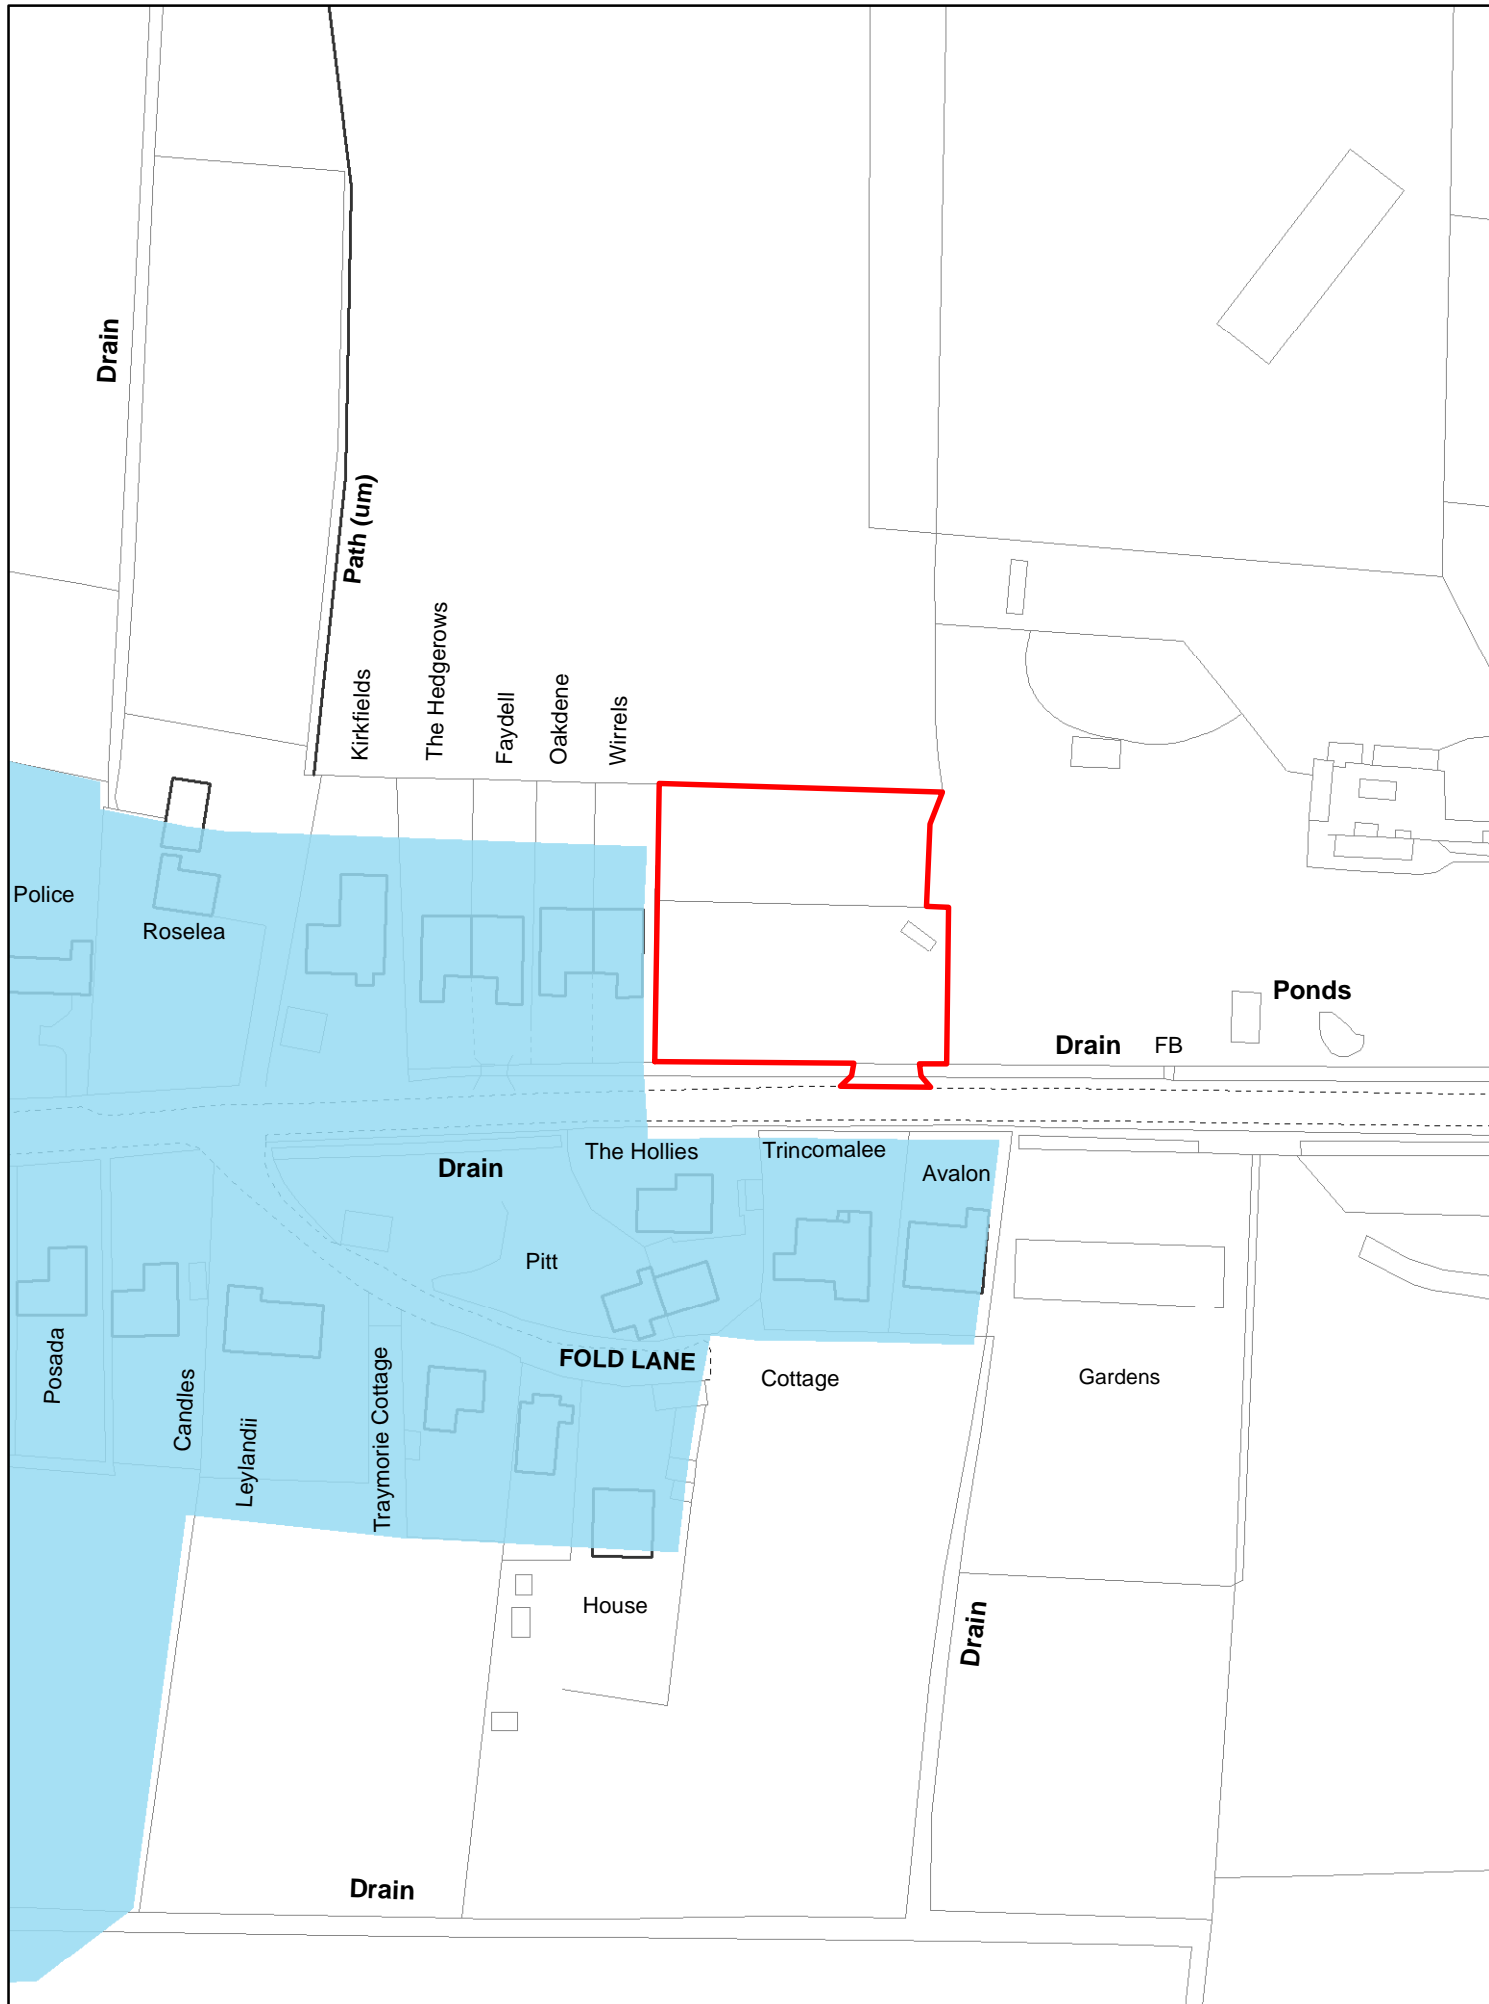 Drain
Path (um)
Kirkfields
The Hedgerows
Faydell
Oakdene
Wirrels
Police
Roselea
Ponds
Drain
FB
The Hollies
Trincomalee
Drain
Avalon
Pitt
Posada
Candles
Leylandii
Traymorie Cottage
FOLD LANE
Cottage
Gardens
House
Drain
Drain